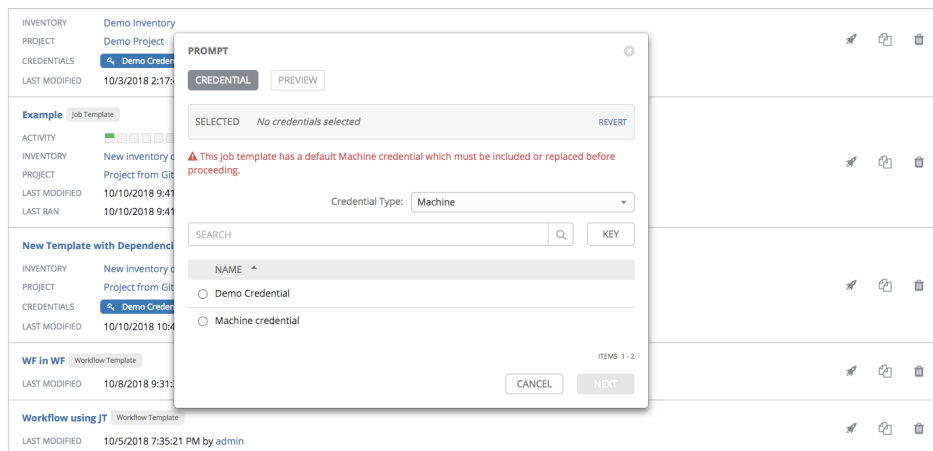 INVENTORY Demo Inventory
PROJECT Demo Project
CREDENTIALS Demo Creden
LAST MODIFIED 10/3/2018 2:17:
Example Job Template
ACTIVITY
INVENTORY New inventory
PROJECT Project from Git
LAST MODIFIED 10/10/2018 9:41
LAST RAN 10/10/2018 9:41
New Template with Dependenci
INVENTORY New inventory
PROJECT Project from Git
CREDENTIALS Demo Creden
LAST MODIFIED 10/10/2018 10:4
WF in WF Workflow Template
LAST MODIFIED 10/8/2018 9:31:
Workflow using JT Workflow Template
LAST MODIFIED 10/5/2018 7:35:21 PM by admin
PROMPT
CREDENTIAL PREVIEW
SELECTED No credentials selected REVERT
This job template has a default Machine credential which must be included or replaced before
proceeding.
Credential Type: Machine
SEARCH KEY
NAME
Demo Credential
Machine credential
ITEMS 1 - 2
CANCEL NEXT